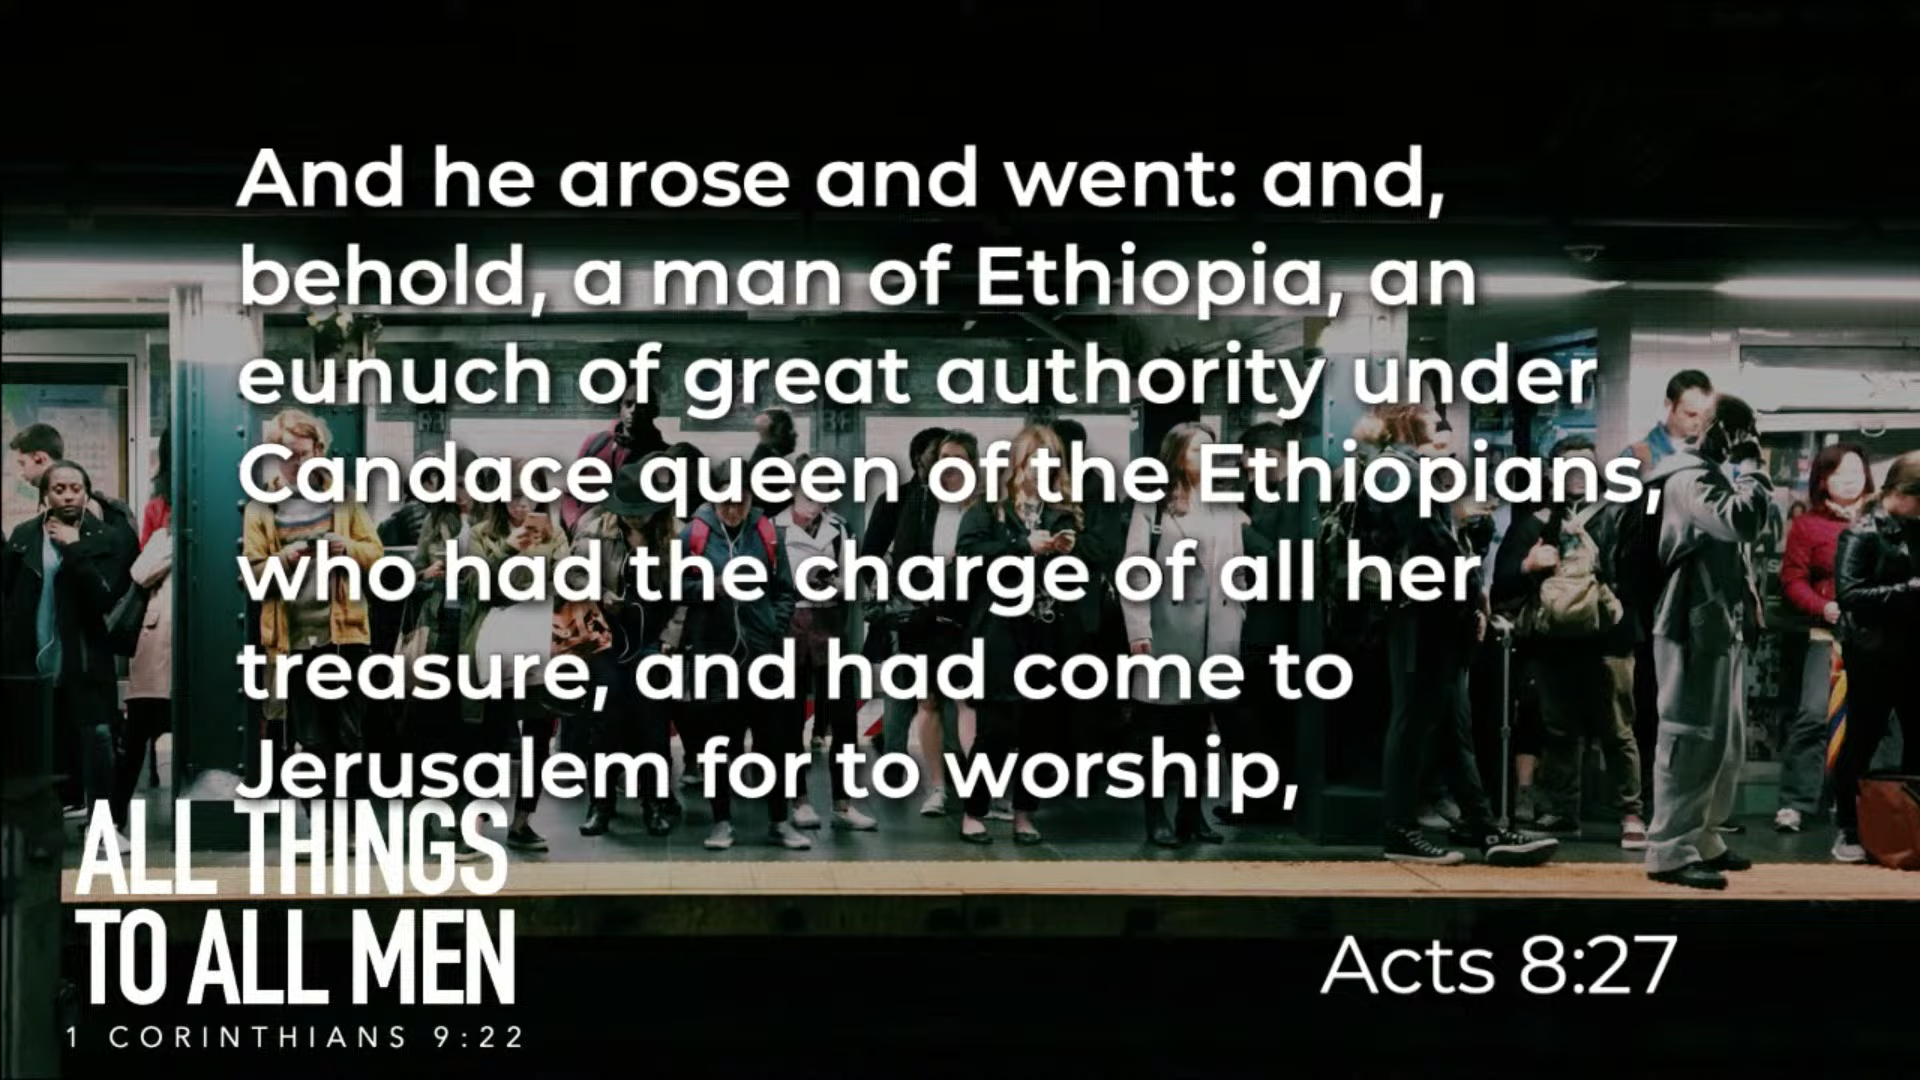 And he arose and went: and,
behold, a man of Ethiopia, an
eunuch of great authority under
Candace queen of the Ethiopians,
who had the charge of all her
treasure, and had come to
Jerusalem for to worship,
ALL THINGS
TO ALL MEN
1 CORINTHIANS 9:22
Acts 8:27